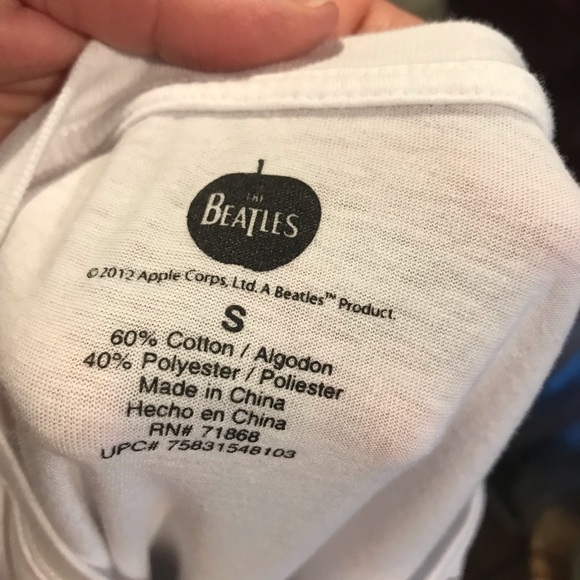 THE
BEATLES
©2012 Apple Corps, Ltd. A Beatles™ Product.
S
60% Cotton / Algodon
40% Polyester / Poliester
Made in China
Hecho en China
RN# 71868
UPC# 75831548103